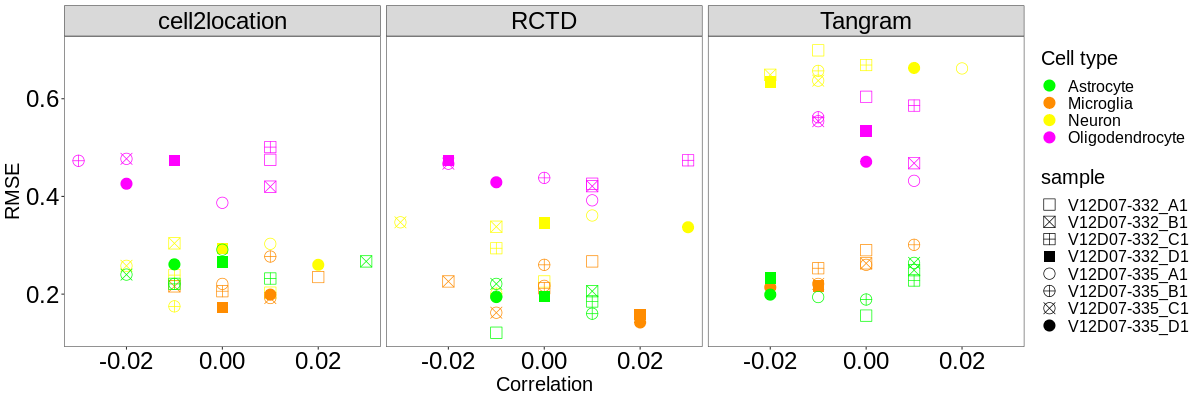 cell2location
RCTD
Tangram
RMSE
0.6
0.4
0.2
-0.02
0.00
0.02
-0.02
0.00
0.02
-0.02
0.00
0.02
Correlation
Cell type
Astrocyte
Microglia
Neuron
Oligodendrocyte
sample
V12D07-332_A1
V12D07-332_B1
V12D07-332_C1
V12D07-332_D1
V12D07-335_A1
V12D07-335_B1
V12D07-335_C1
V12D07-335_D1